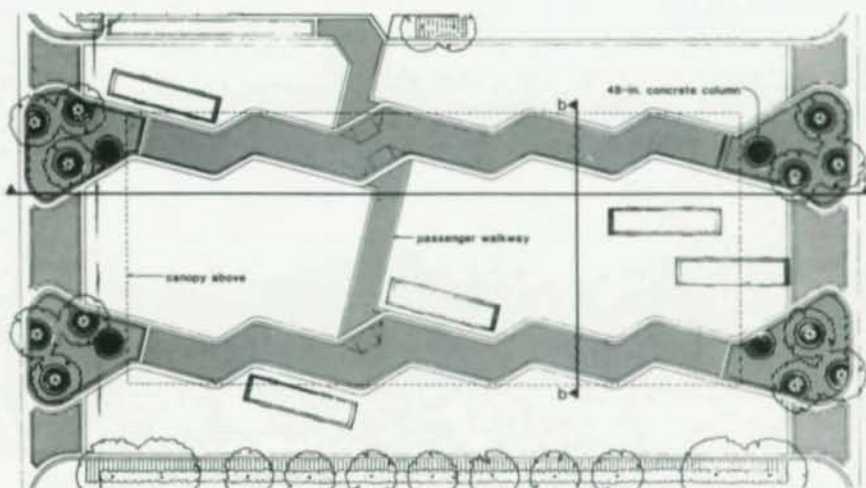 b
48-in. concrete column
passenger walkway
canopy above
b